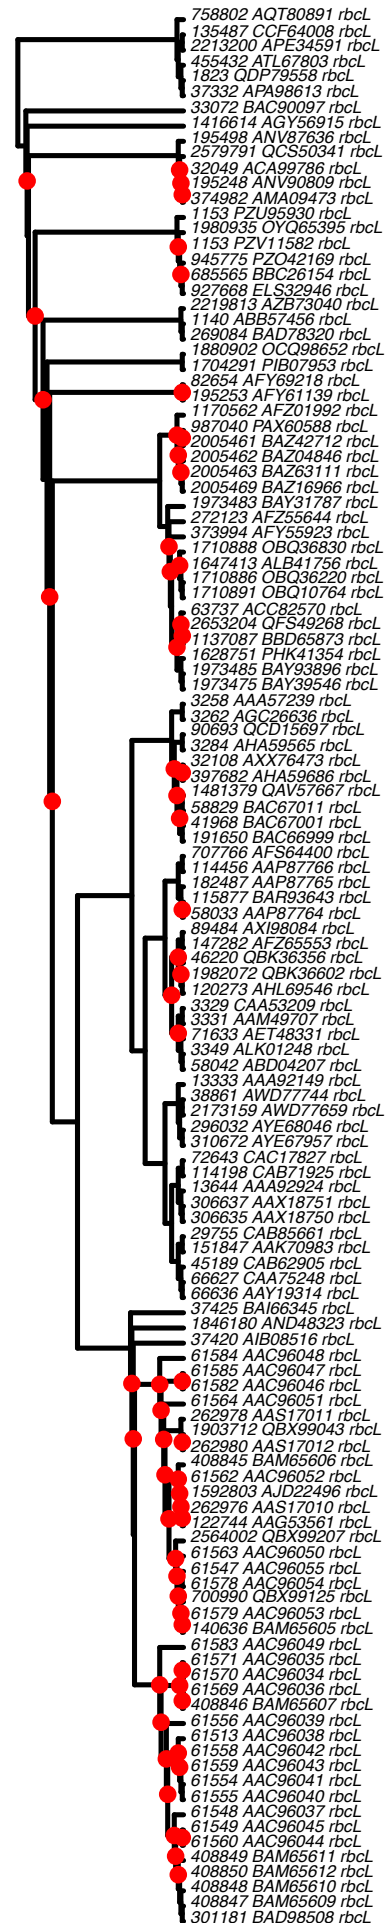 758802 AQT80891 rbcL
135487 CCF64008 rbcL
2213200 APE34591 rbcL
455432 ATL67803 rbcL
1823 QDP79558 rbcL
37332 APA98613 rbcL
33072 BAC90097 rbcL
1416614 AGY56915 rbcL
195498 ANV87636 rbcL
2579791 QCS50341 rbcL
32049 ACA99786 rbcL
195248 ANV90809 rbcL
374982 AMA09473 rbcL
1153 PZU95930 rbcL
1980935 OYQ65395 rbcL
1153 PZV11582 rbcL
945775 PZO42169 rbcL
685565 BBC26154 rbcL
927668 ELS32946 rbcL
2219813 AZB73040 rbcL
1140 ABB57456 rbcL
269084 BAD78320 rbcL
1880902 OCQ98652 rbcL
1704291 PIB07953 rbcL
82654 AFY69218 rbcL
195253 AFY61139 rbcL
1170562 AFZ01992 rbcL
987040 PAX60588 rbcL
2005461 BAZ42712 rbcL
2005462 BAZ04846 rbcL
2005463 BAZ63111 rbcL
2005469 BAZ16966 rbcL
1973483 BAY31787 rbcL
272123 AFZ55644 rbcL
373994 AFY55923 rbcL
1710888 OBQ36830 rbcL
1647413 ALB41756 rbcL
1710886 OBQ36220 rbcL
1710891 OBQ10764 rbcL
63737 ACC82570 rbcL
2653204 QFS49268 rbcL
1137087 BBD65873 rbcL
1628751 PHK41354 rbcL
1973485 BAY93896 rbcL
1973475 BAY39546 rbcL
3258 AAA57239 rbcL
3262 AGC26636 rbcL
90693 QCD15697 rbcL
3284 AHA59565 rbcL
32108 AXX76473 rbcL
397682 AHA59686 rbcL
1481379 QAV57667 rbcL
58829 BAC67011 rbcL
41968 BAC67001 rbcL
191650 BAC66999 rbcL
707766 AFS64400 rbcL
114456 AAP87766 rbcL
182487 AAP87765 rbcL
115877 BAR93643 rbcL
58033 AAP87764 rbcL
89484 AXI98084 rbcL
147282 AFZ65553 rbcL
46220 QBK36356 rbcL
1982072 QBK36602 rbcL
120273 AHL69546 rbcL
3329 CAA53209 rbcL
3331 AAM49707 rbcL
71633 AET48331 rbcL
3349 ALK01248 rbcL
58042 ABD04207 rbcL
13333 AAA92149 rbcL
38861 AWD77744 rbcL
2173159 AWD77659 rbcL
296032 AYE68046 rbcL
310672 AYE67957 rbcL
72643 CAC17827 rbcL
114198 CAB71925 rbcL
13644 AAA92924 rbcL
306637 AAX18751 rbcL
306635 AAX18750 rbcL
29755 CAB85661 rbcL
151847 AAK70983 rbcL
45189 CAB62905 rbcL
66627 CAA75248 rbcL
66636 AAY19314 rbcL
37425 BAI66345 rbcL
1846180 AND48323 rbcL
37420 AIB08516 rbcL
61584 AAC96048 rbcL
61585 AAC96047 rbcL
61582 AAC96046 rbcL
61564 AAC96051 rbcL
262978 AAS17011 rbcL
1903712 QBX99043 rbcL
262980 AAS17012 rbcL
408845 BAM65606 rbcL
61562 AAC96052 rbcL
1592803 AJD22496 rbcL
262976 AAS17010 rbcL
122744 AAG53561 rbcL
2564002 QBX99207 rbcL
61563 AAC96050 rbcL
61547 AAC96055 rbcL
61578 AAC96054 rbcL
700990 QBX99125 rbcL
61579 AAC96053 rbcL
140636 BAM65605 rbcL
61583 AAC96049 rbcL
61571 AAC96035 rbcL
61570 AAC96034 rbcL
61569 AAC96036 rbcL
408846 BAM65607 rbcL
61556 AAC96039 rbcL
61513 AAC96038 rbcL
61558 AAC96042 rbcL
61559 AAC96043 rbcL
61554 AAC96041 rbcL
61555 AAC96040 rbcL
61548 AAC96037 rbcL
61549 AAC96045 rbcL
61560 AAC96044 rbcL
408849 BAM65611 rbcL
408850 BAM65612 rbcL
408848 BAM65610 rbcL
408847 BAM65609 rbcL
301181 BAD98508 rbcL